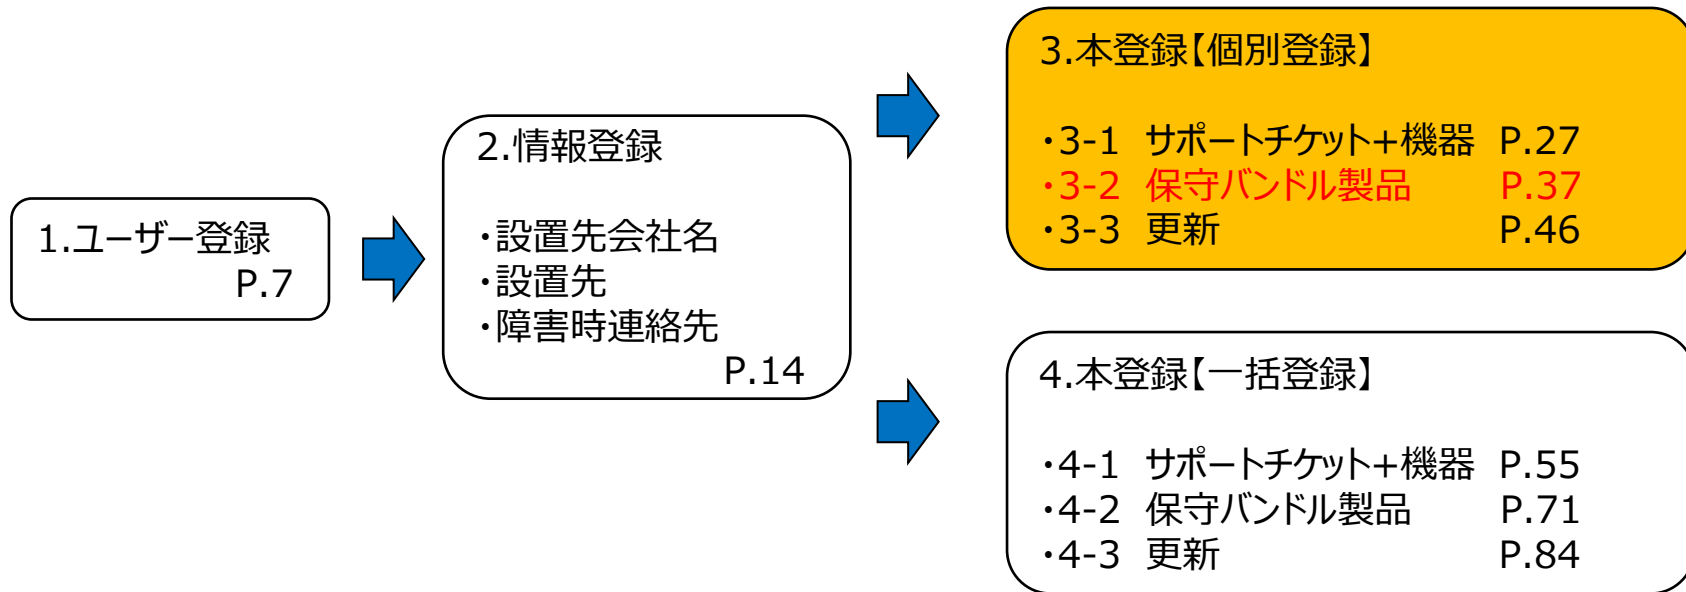 1.ユーザー登録
P.7
2.情報登録
・設置先会社名
・設置先
・障害時連絡先
P.14
3.本登録【個別登録】
・3-1 サポートチケット+機器 P.27
・3-2 保守バンドル製品 P.37
・3-3 更新 P.46
4.本登録【一括登録】
・4-1 サポートチケット+機器 P.55
・4-2 保守バンドル製品 P.71
・4-3 更新 P.84